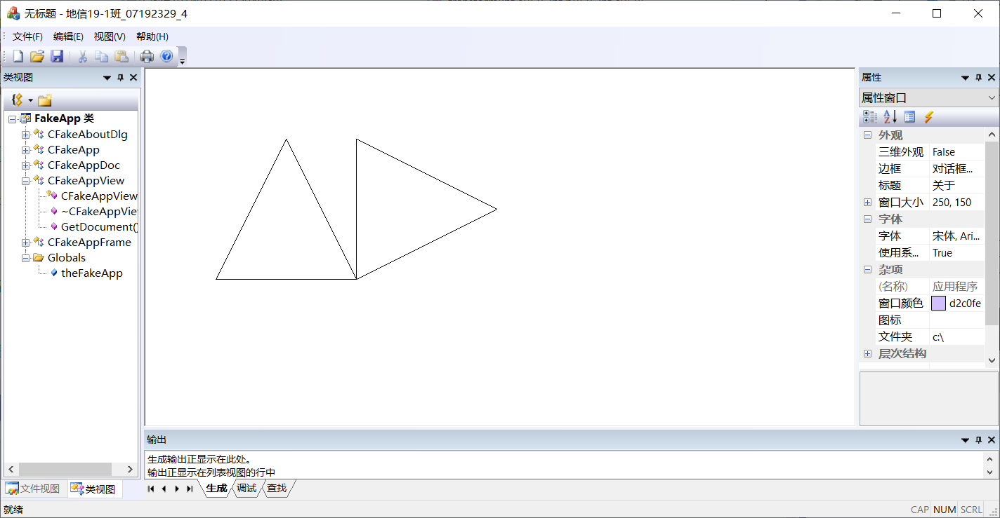 无标题 - 地信19-1班_07192329_4
文件(F) 编辑(E) 视图(V) 帮助(H)
类视图
FakeApp 类
CFakeAboutDlg
CFakeApp
CFakeAppDoc
CFakeAppView
CFakeAppView
~CFakeAppVie
GetDocument()
CFakeAppFrame
Globals
theFakeApp
文件视图 类视图
属性
属性窗口
外观
三维外观 False
边框 对话框...
标题 关于
窗口大小 250, 150
字体
字体 宋体, Ari...
使用系... True
杂项
(名称) 应用程序
窗口颜色 d2c0fe
图标
文件夹 c:\
层次结构
输出
生成输出正显示在此处。
输出正显示在列表视图的行中
生成 调试 查找
就绪
CAP NUM SCRL